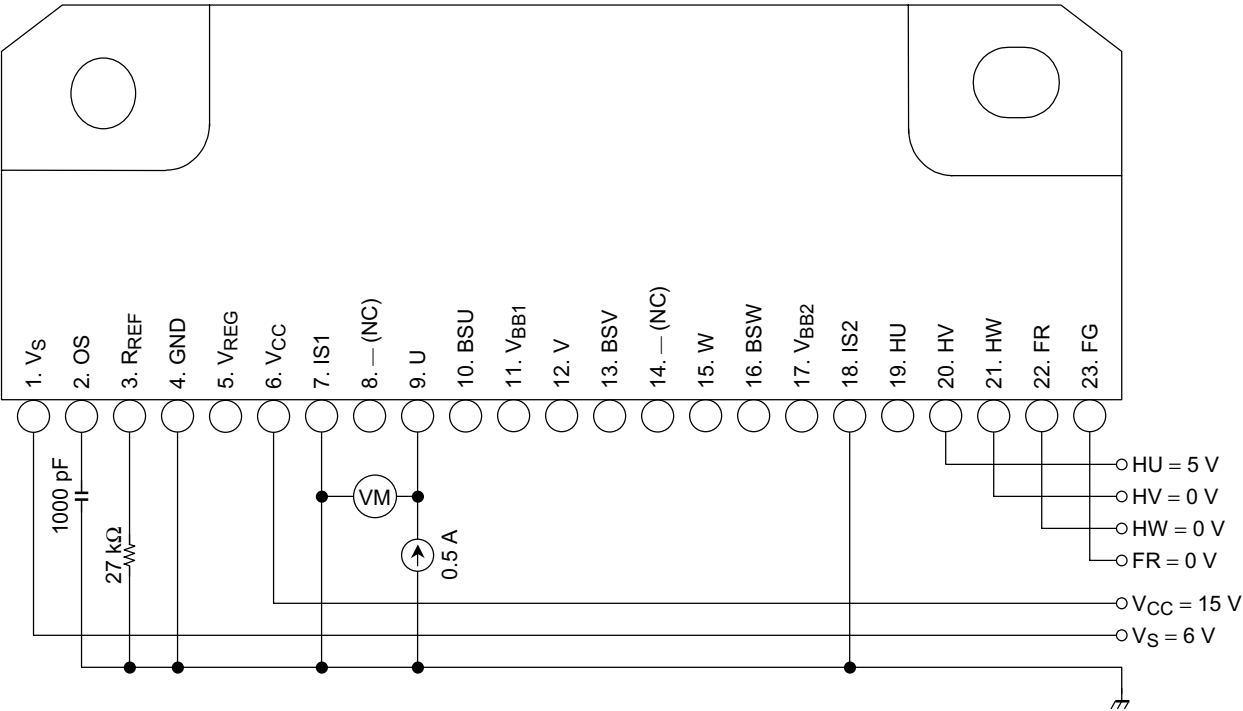 1. VS
2. OS
3. RREF
4. GND
5. VREG
6. VCC
7. IS1
8. — (NC)
9. U
10. BSU
11. VBB1
12. V
13. BSV
14. — (NC)
15. W
16. BSW
17. VBB2
18. IS2
19. HU
20. HV
21. HW
22. FR
23. FG
1000 pF
27 kΩ
VM
0.5 A
HU = 5 V
HV = 0 V
HW = 0 V
FR = 0 V
VCC = 15 V
VS = 6 V